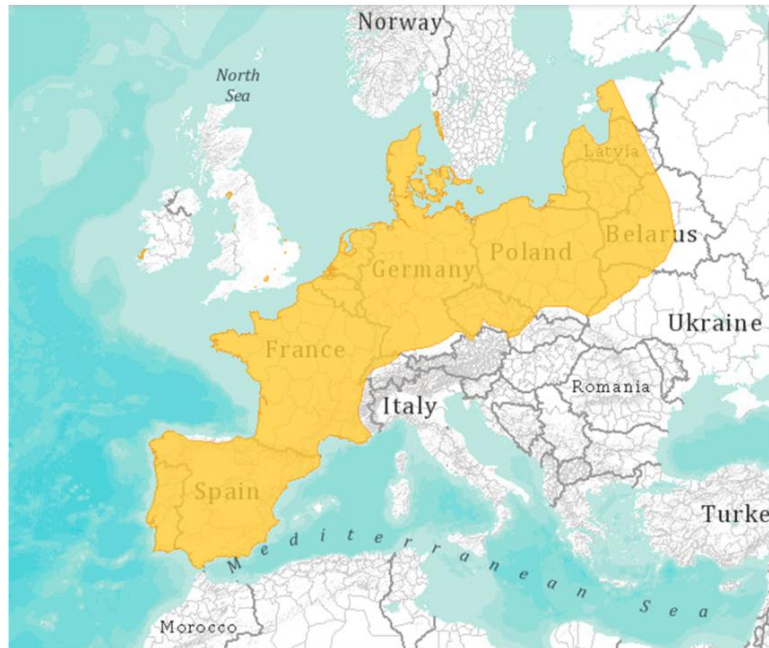 Norway
North
Sea
Latvia
Belarus
Poland
Germany
Ukraine
France
Romania
Italy
Spain
Turke
Mediterranean Sea
Morocco